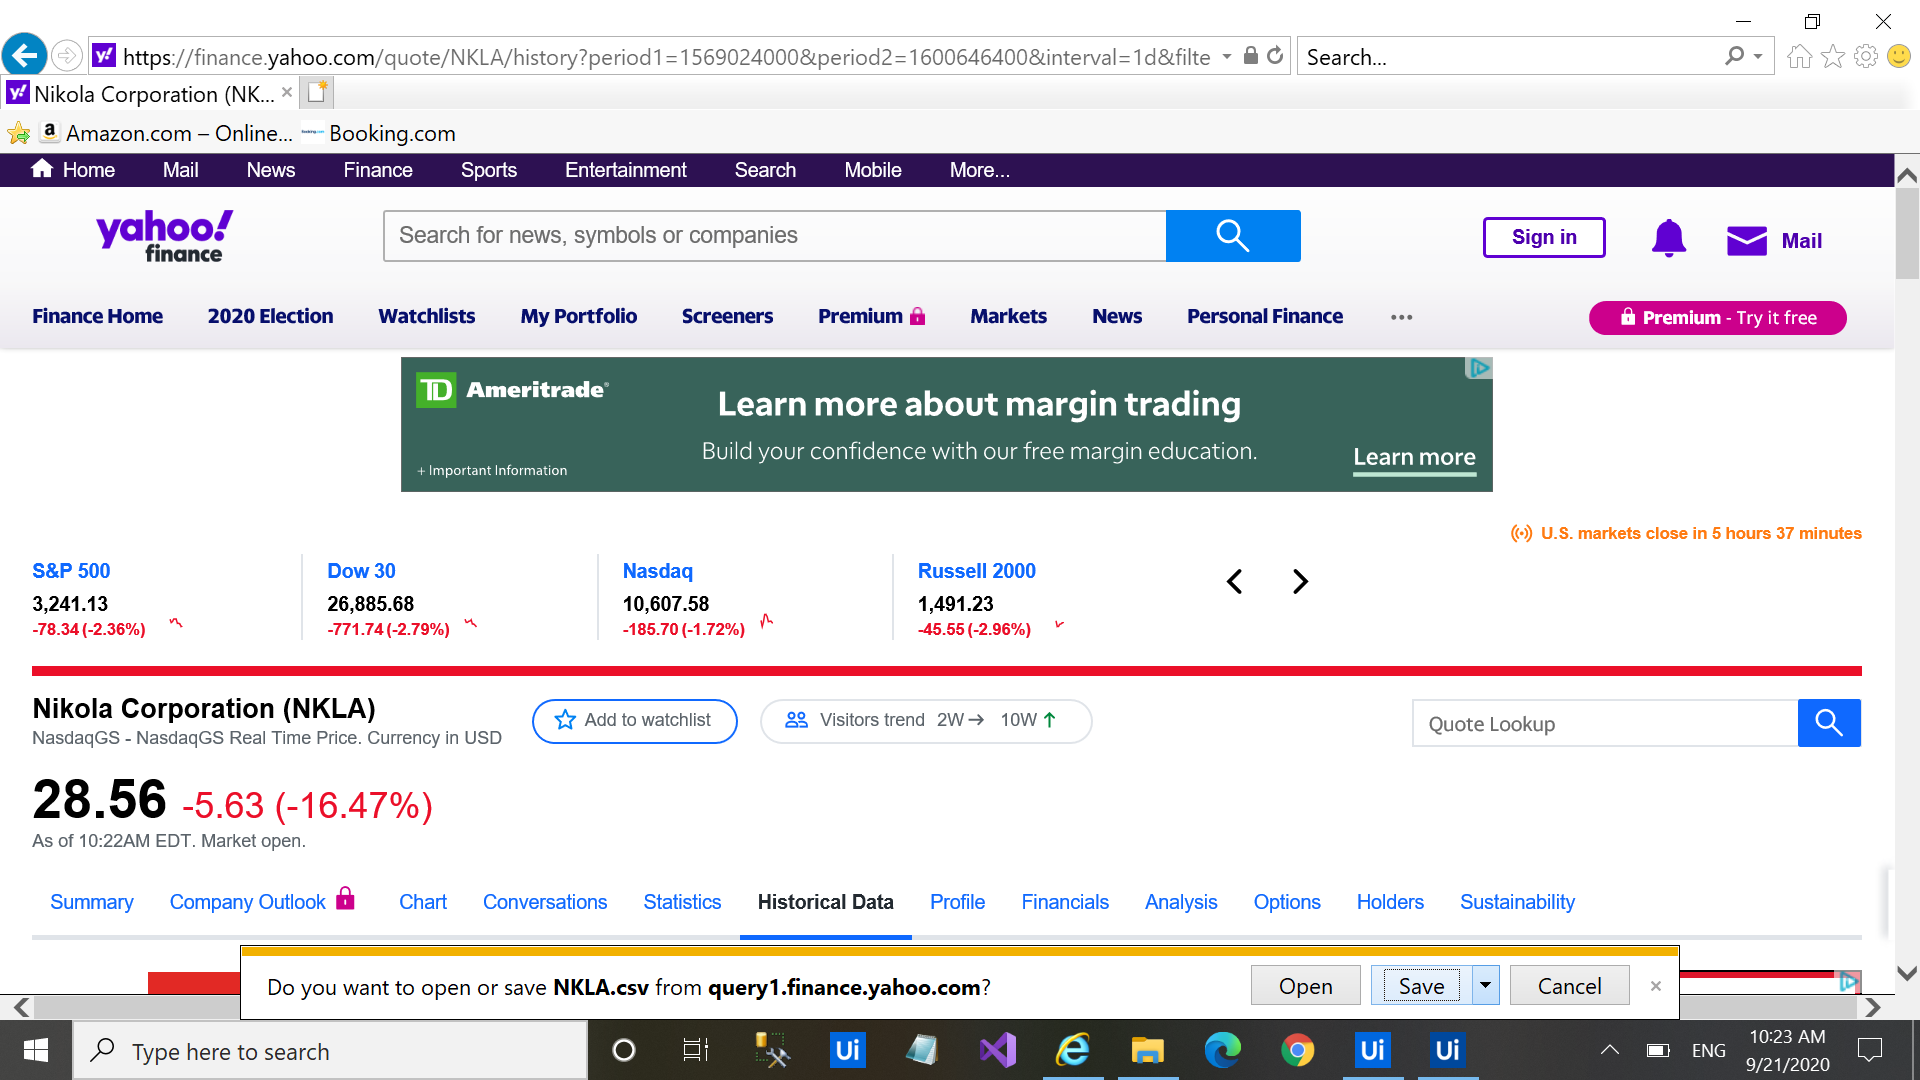 https://finance.yahoo.com/quote/NKLA/history?period1=1569024000&period2=1600646400&interval=1d&filte
Search...
Nikola Corporation (NK...
Amazon.com – Online...
Booking.com
Home Mail News Finance Sports Entertainment Search Mobile More...
yahoo!
finance
Search for news, symbols or companies
Sign in
Mail
Finance Home 2020 Election Watchlists My Portfolio Screeners Premium Markets News Personal Finance ...
Premium - Try it free
TD Ameritrade®
Learn more about margin trading
Build your confidence with our free margin education.
+ Important Information
Learn more
U.S. markets close in 5 hours 37 minutes
S&P 500 Dow 30 Nasdaq Russell 2000
3,241.13 26,885.68 10,607.58 1,491.23
-78.34 (-2.36%) -771.74 (-2.79%) -185.70 (-1.72%) -45.55 (-2.96%)
Nikola Corporation (NKLA)
NasdaqGS - NasdaqGS Real Time Price. Currency in USD
Add to watchlist
Visitors trend 2W→ 10W↑
Quote Lookup
28.56 -5.63 (-16.47%)
As of 10:22AM EDT. Market open.
Summary Company Outlook Chart Conversations Statistics Historical Data Profile Financials Analysis Options Holders Sustainability
Do you want to open or save NKLA.csv from query1.finance.yahoo.com?
Open Save Cancel
Type here to search
Ui
Ui
Ui
ENG
10:23 AM
9/21/2020